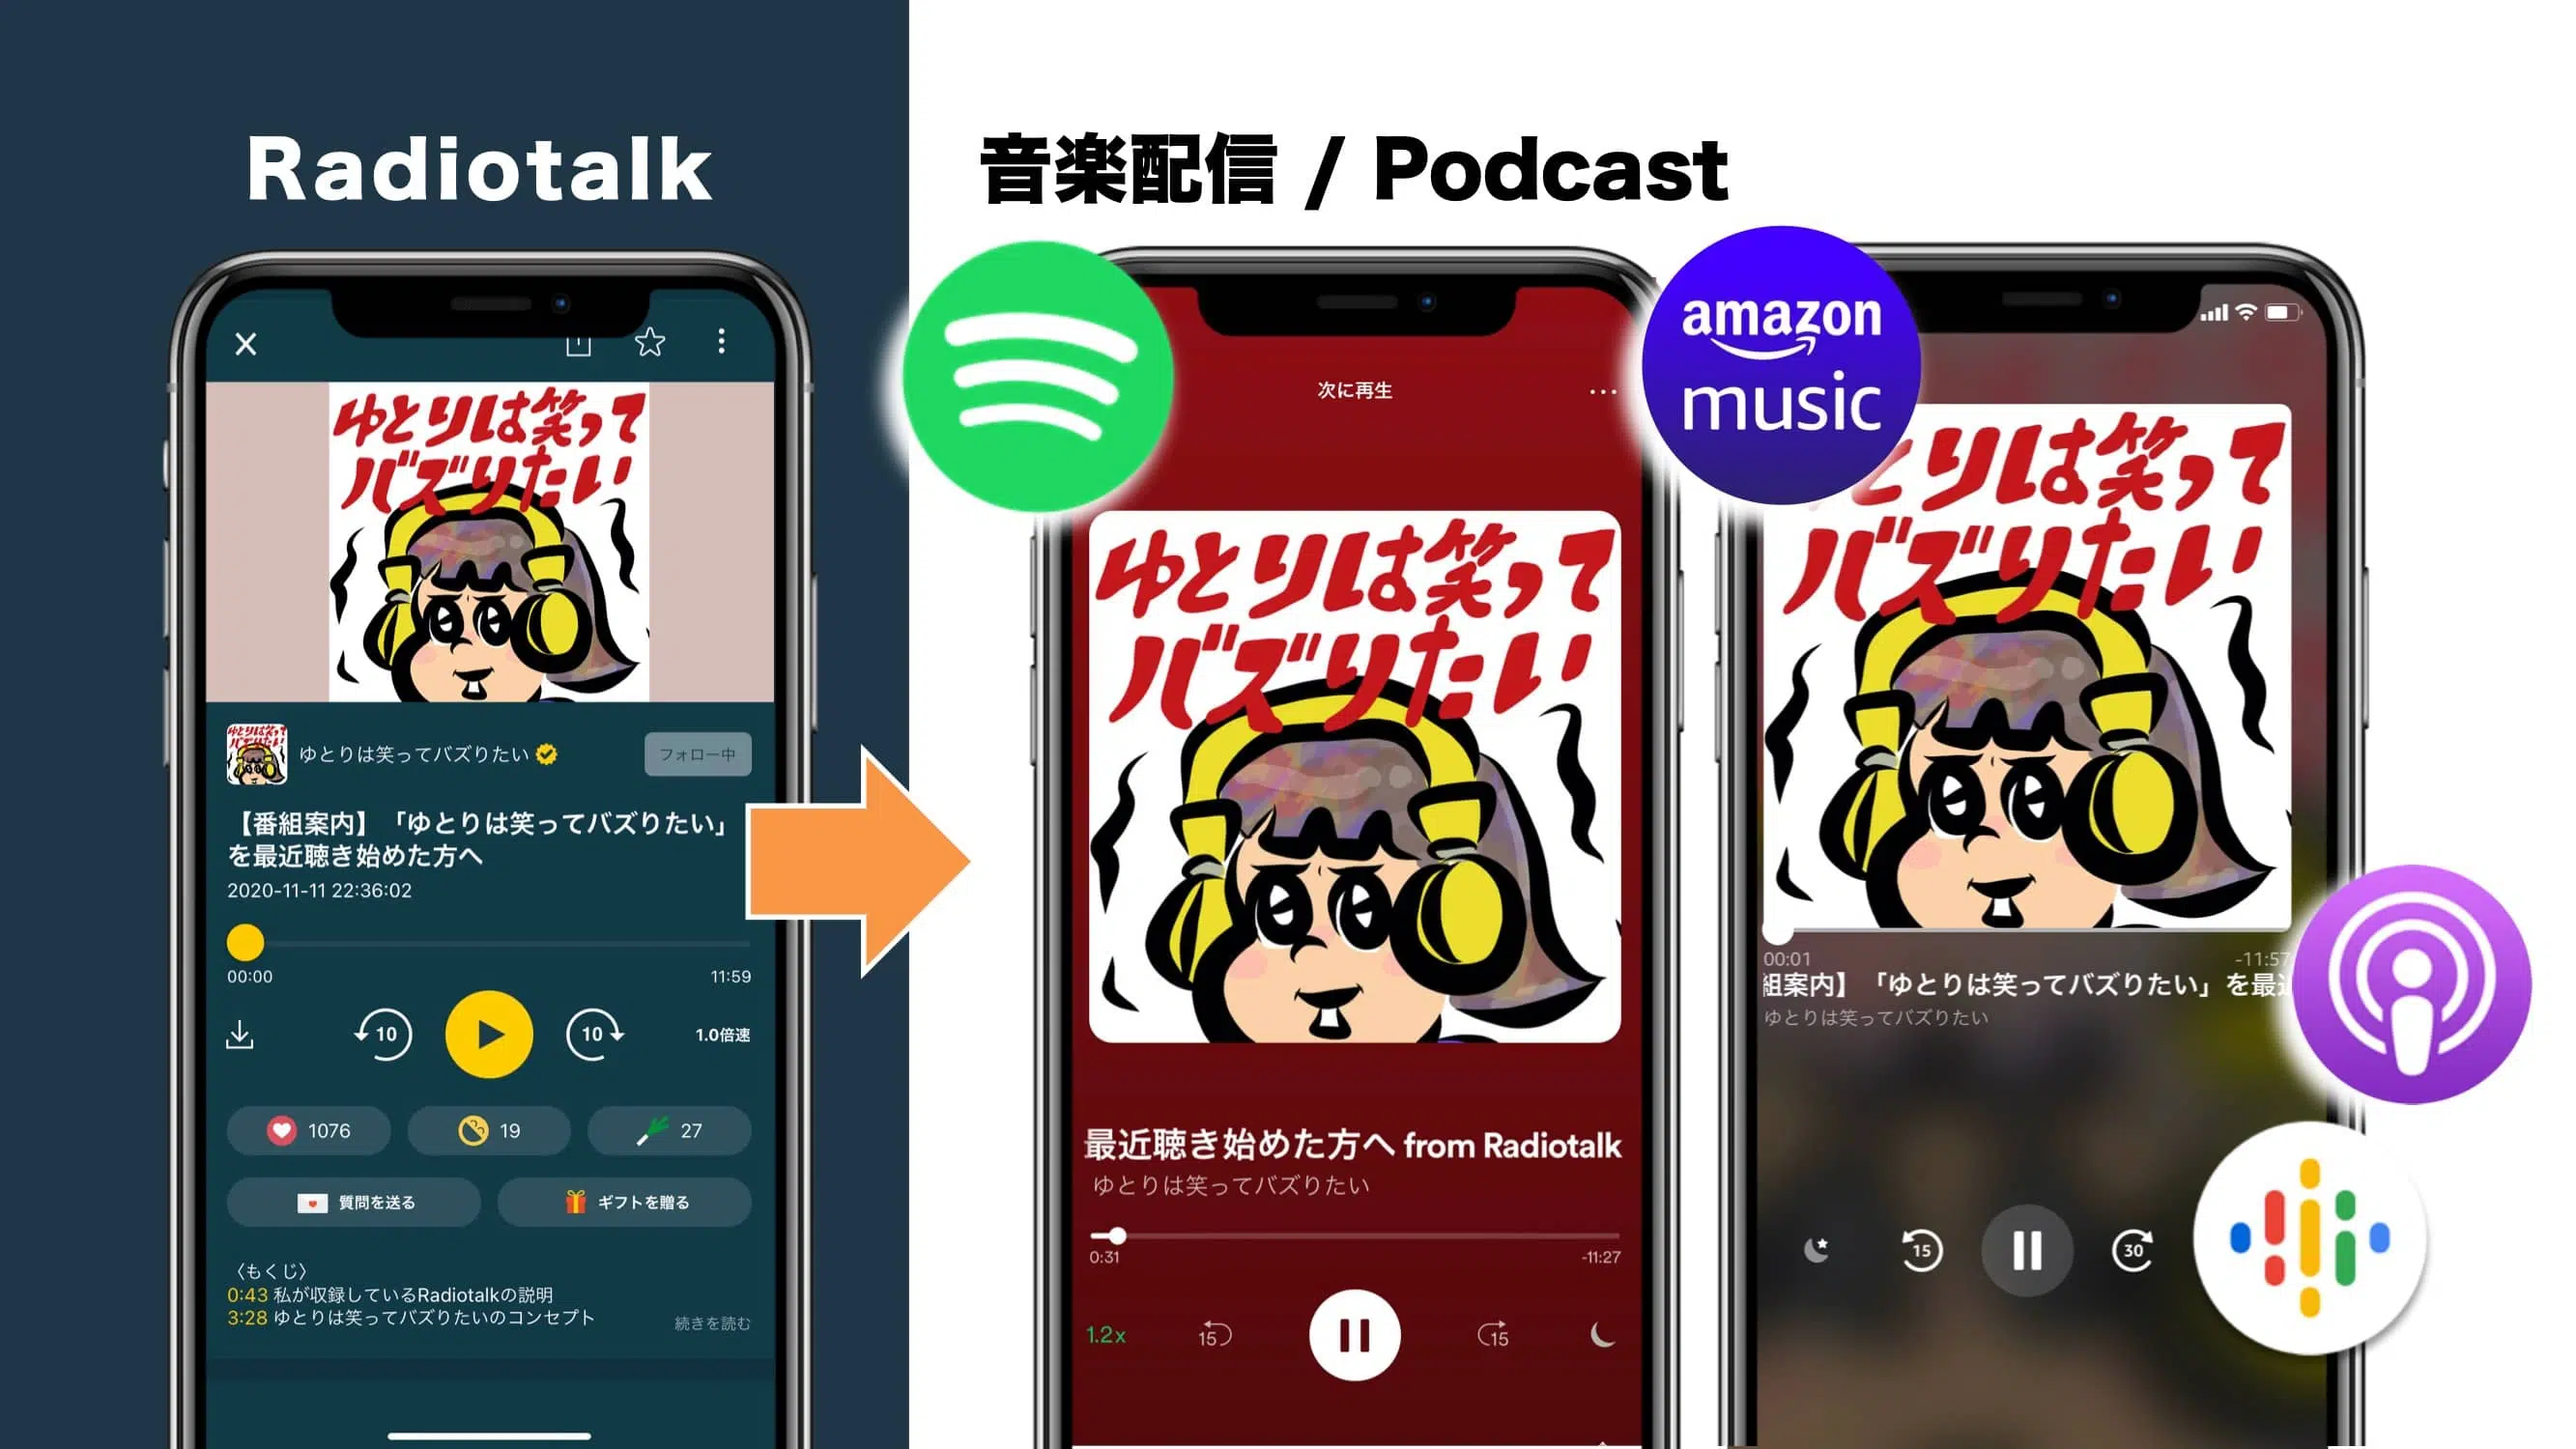 Radiotalk
音楽配信 / Podcast
ゆとりは笑って
バズりたい
ゆとりは笑ってバズりたい
フォロー中
【番組案内】「ゆとりは笑ってバズりたい」
を最近聴き始めた方へ
2020-11-11 22:36:02
00:00
11:59
10
10
1.0倍速
1076
19
27
質問を送る
ギフトを贈る
〈もくじ〉
0:43 私が収録しているRadiotalkの説明
3:28 ゆとりは笑ってバズりたいのコンセプト
続きを読む
次に再生
ゆとりは笑って
バズりたい
最近聴き始めた方へ from Radiotalk
ゆとりは笑ってバズりたい
0:31
-11:27
1.2x
15
15
amazon
music
とりは笑って
バズりたい
00:01
-11:57
組案内】「ゆとりは笑ってバズりたい」を最近
ゆとりは笑ってバズりたい
15
30